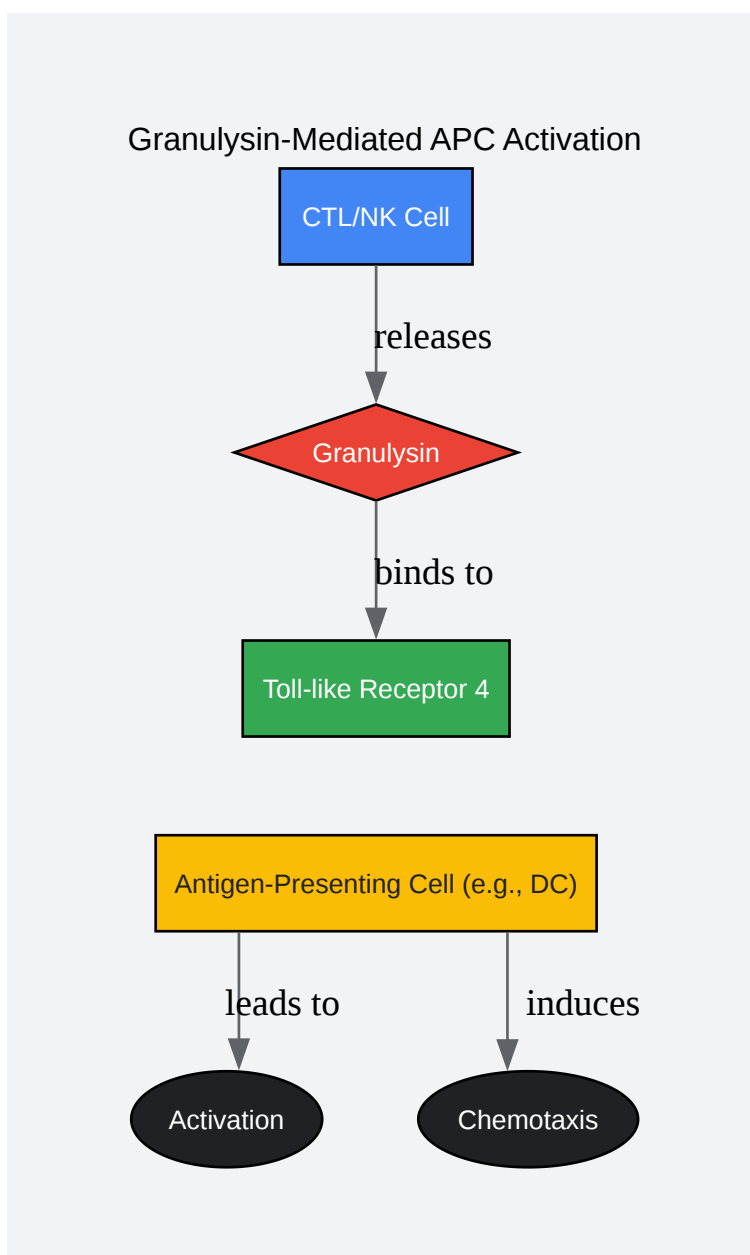 Granulysin-Mediated APC Activation
CTL/NK Cell
releases
Granulysin
binds to
Toll-like Receptor 4
Antigen-Presenting Cell (e.g., DC)
leads to
induces
Activation
Chemotaxis